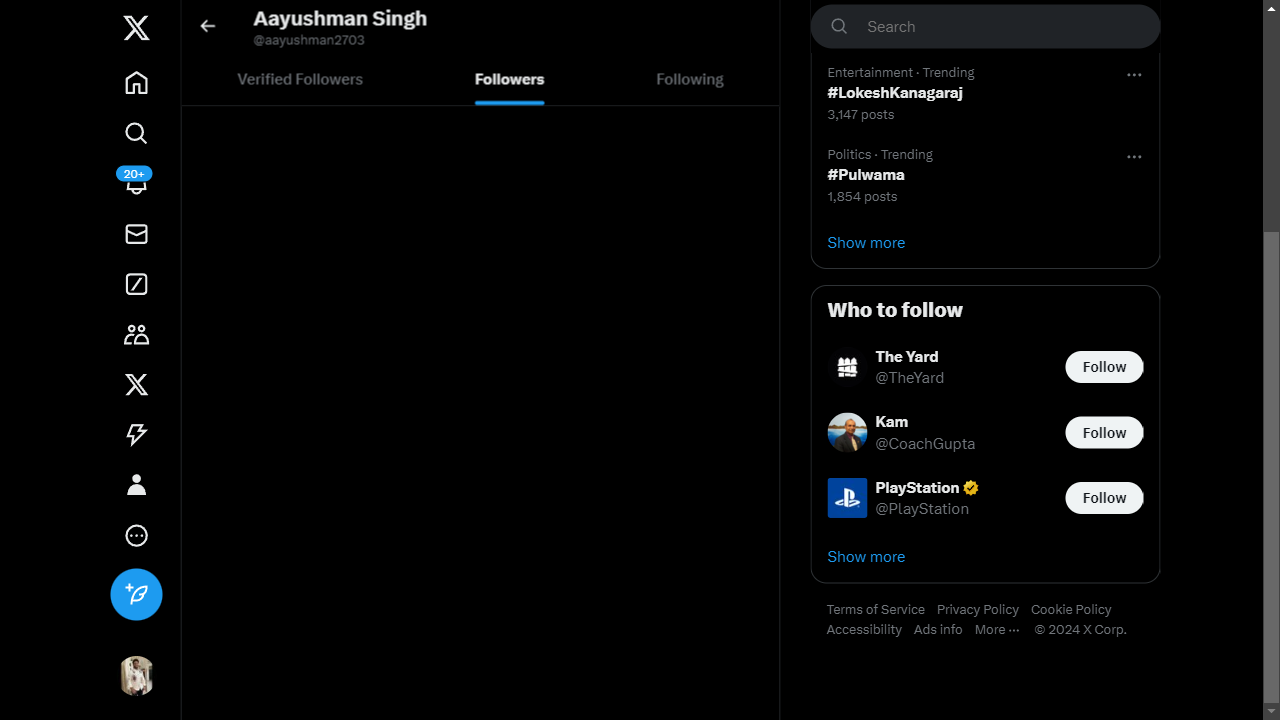 Aayushman Singh
@aayushman2703
Verified Followers
Followers
Following
20+
Search
Entertainment · Trending
#LokeshKanagaraj
3,147 posts
Politics · Trending
#Pulwama
1,854 posts
Show more
Who to follow
The Yard
@TheYard
Follow
Kam
@CoachGupta
Follow
PlayStation
@PlayStation
Follow
Show more
Terms of Service Privacy Policy Cookie Policy
Accessibility Ads info More ··· © 2024 X Corp.